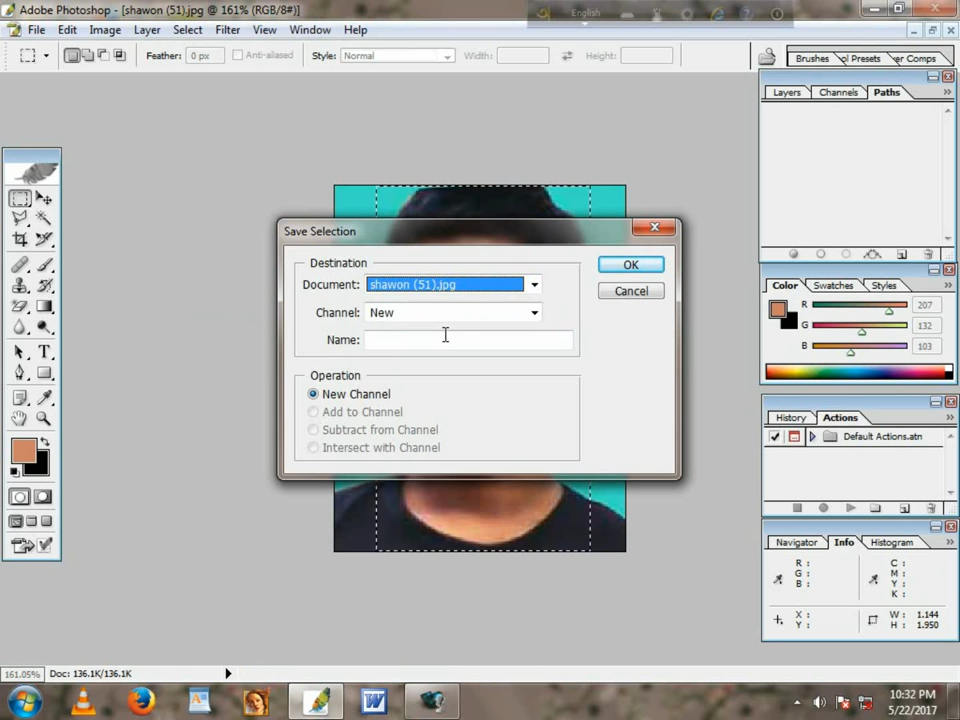 Adobe Photoshop - [shawon (51).jpg @ 161% (RGB/8#)]
English
File Edit Image Layer Select Filter View Window Help
Feather: 0 px Anti-aliased Style: Normal Width: Height:
Brushes ol Presets er Comps
Layers Channels Paths
Save Selection
Destination
Document: shawon (51).jpg
Channel: New
Name:
OK
Cancel
Operation
New Channel
Add to Channel
Subtract from Channel
Intersect with Channel
Color Swatches Styles
R 207
G 132
B 103
History Actions
Default Actions.atn
Navigator Info Histogram
R : C :
G : M :
B : Y :
K :
X : W : 1.144
Y : H : 1.950
161.05% Doc: 136.1K/136.1K
10:32 PM
5/22/2017